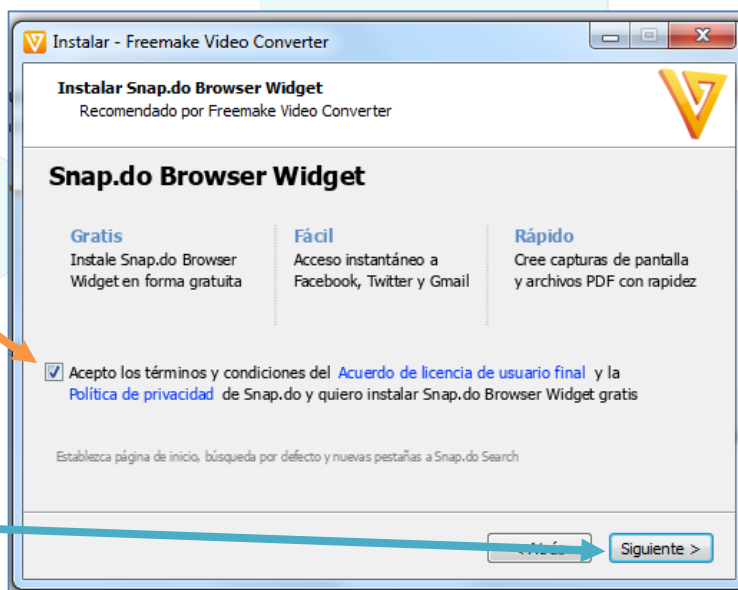 Instalar - Freemake Video Converter
Instalar Snap.do Browser Widget
Recomendado por Freemake Video Converter
Snap.do Browser Widget
Gratis
Instale Snap.do Browser
Widget en forma gratuita
Fácil
Acceso instantáneo a
Facebook, Twitter y Gmail
Rápido
Cree capturas de pantalla
y archivos PDF con rapidez
Acepto los términos y condiciones del Acuerdo de licencia de usuario final y la
Política de privacidad de Snap.do y quiero instalar Snap.do Browser Widget gratis
Establezca página de inicio, búsqueda por defecto y nuevas pestañas a Snap.do Search
Siguiente >